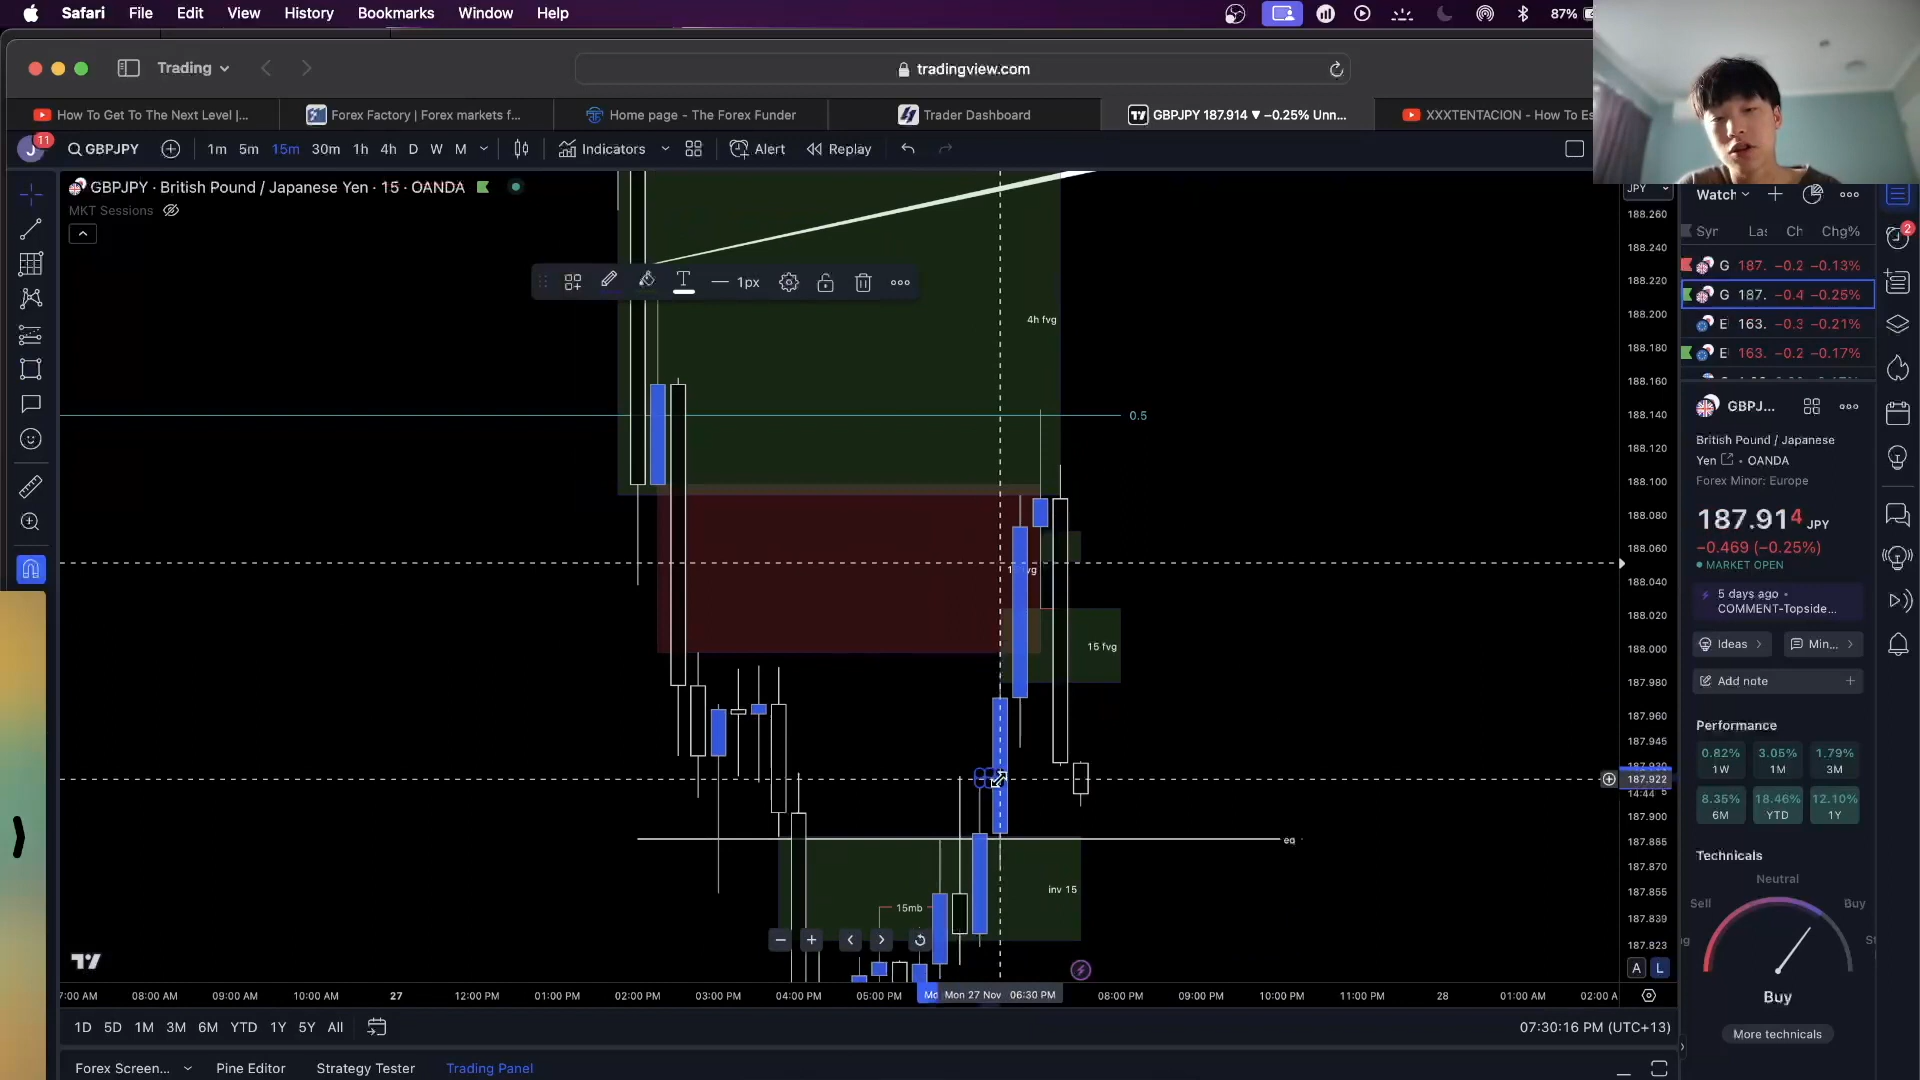 Safari File Edit View History Bookmarks Window Help 87%
Trading tradingview.com
How To Get To The Next Level |... Forex Factory | Forex markets f... Home page - The Forex Funder Trader Dashboard GBPJPY 187.914 ▼ −0.25% Unn... XXXTENTACION - How To Es
J 11 GBPJPY 1m 5m 15m 30m 1h 4h D W M Indicators Alert Replay
GBPJPY · British Pound / Japanese Yen · 15 · OANDA
MKT Sessions
1px
4h fvg
0.5
15 fvg
eq
inv 15
15mb
JPY
188.260
188.240
188.220
188.200
188.180
188.160
188.140
188.120
188.100
188.080
188.060
188.040
188.020
188.000
187.980
187.960
187.945
187.922
14:44
187.900
187.885
187.870
187.855
187.839
187.823
A L
:00 AM 08:00 AM 09:00 AM 10:00 AM 27 12:00 PM 01:00 PM 02:00 PM 03:00 PM 04:00 PM 05:00 PM Mo Mon 27 Nov 06:30 PM 08:00 PM 09:00 PM 10:00 PM 11:00 PM 28 01:00 AM 02:00 A
1D 5D 1M 3M 6M YTD 1Y 5Y All 07:30:16 PM (UTC+13)
Forex Screen... Pine Editor Strategy Tester Trading Panel
Watch
Syr Las Ch Chg%
G 187. −0.2 −0.13%
G 187. −0.4 −0.25%
E 163. −0.3 −0.21%
E 163. −0.2 −0.17%
2
GBPJ...
British Pound / Japanese
Yen • OANDA
Forex Minor: Europe
187.914 JPY
−0.469 (−0.25%)
MARKET OPEN
5 days ago •
COMMENT-Topside...
Ideas Min...
Add note
Performance
0.82% 3.05% 1.79%
1W 1M 3M
8.35% 18.46% 12.10%
6M YTD 1Y
Technicals
Neutral
Sell Buy
Buy
More technicals